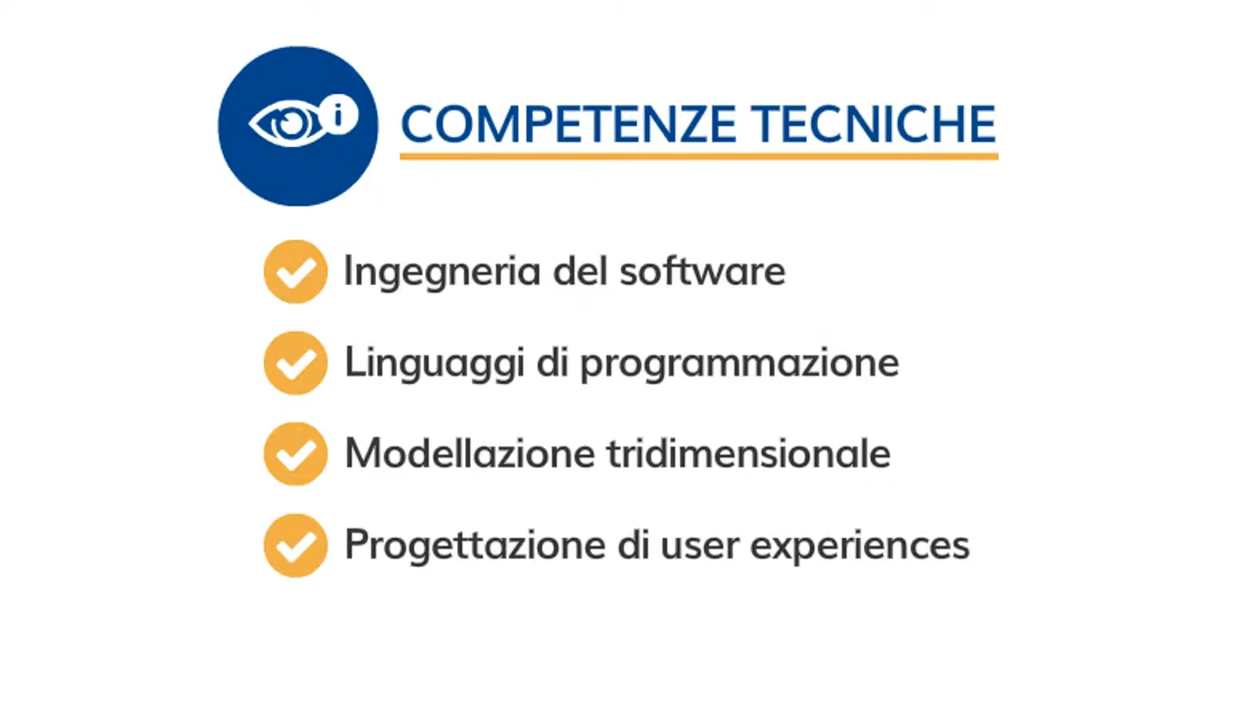 i
COMPETENZE TECNICHE
Ingegneria del software
Linguaggi di programmazione
Modellazione tridimensionale
Progettazione di user experiences